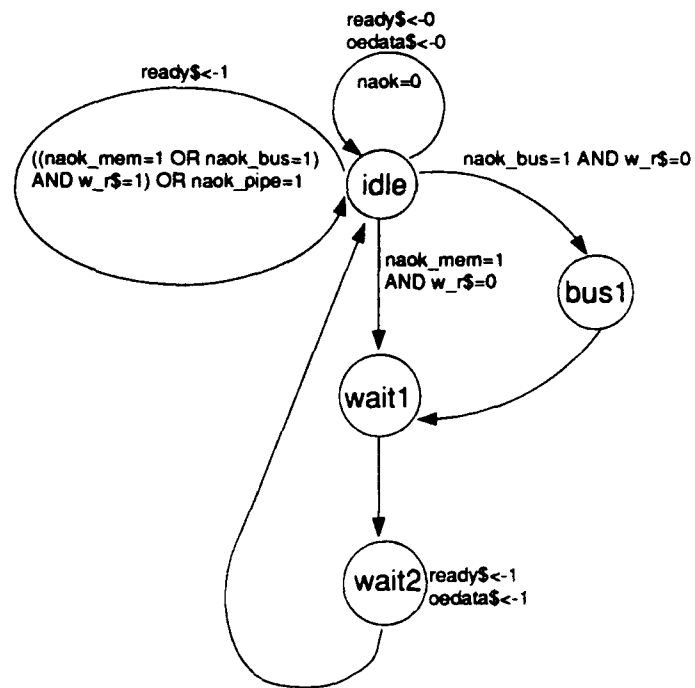 ready$<-0
oedata$<-0
naok=0
ready$<-1
((naok_mem=1 OR naok_bus=1)
AND w_r$=1) OR naok_pipe=1
idle
naok_bus=1 AND w_r$=0
naok_mem=1
AND w_r$=0
bus1
wait1
wait2
ready$<-1
oedata$<-1